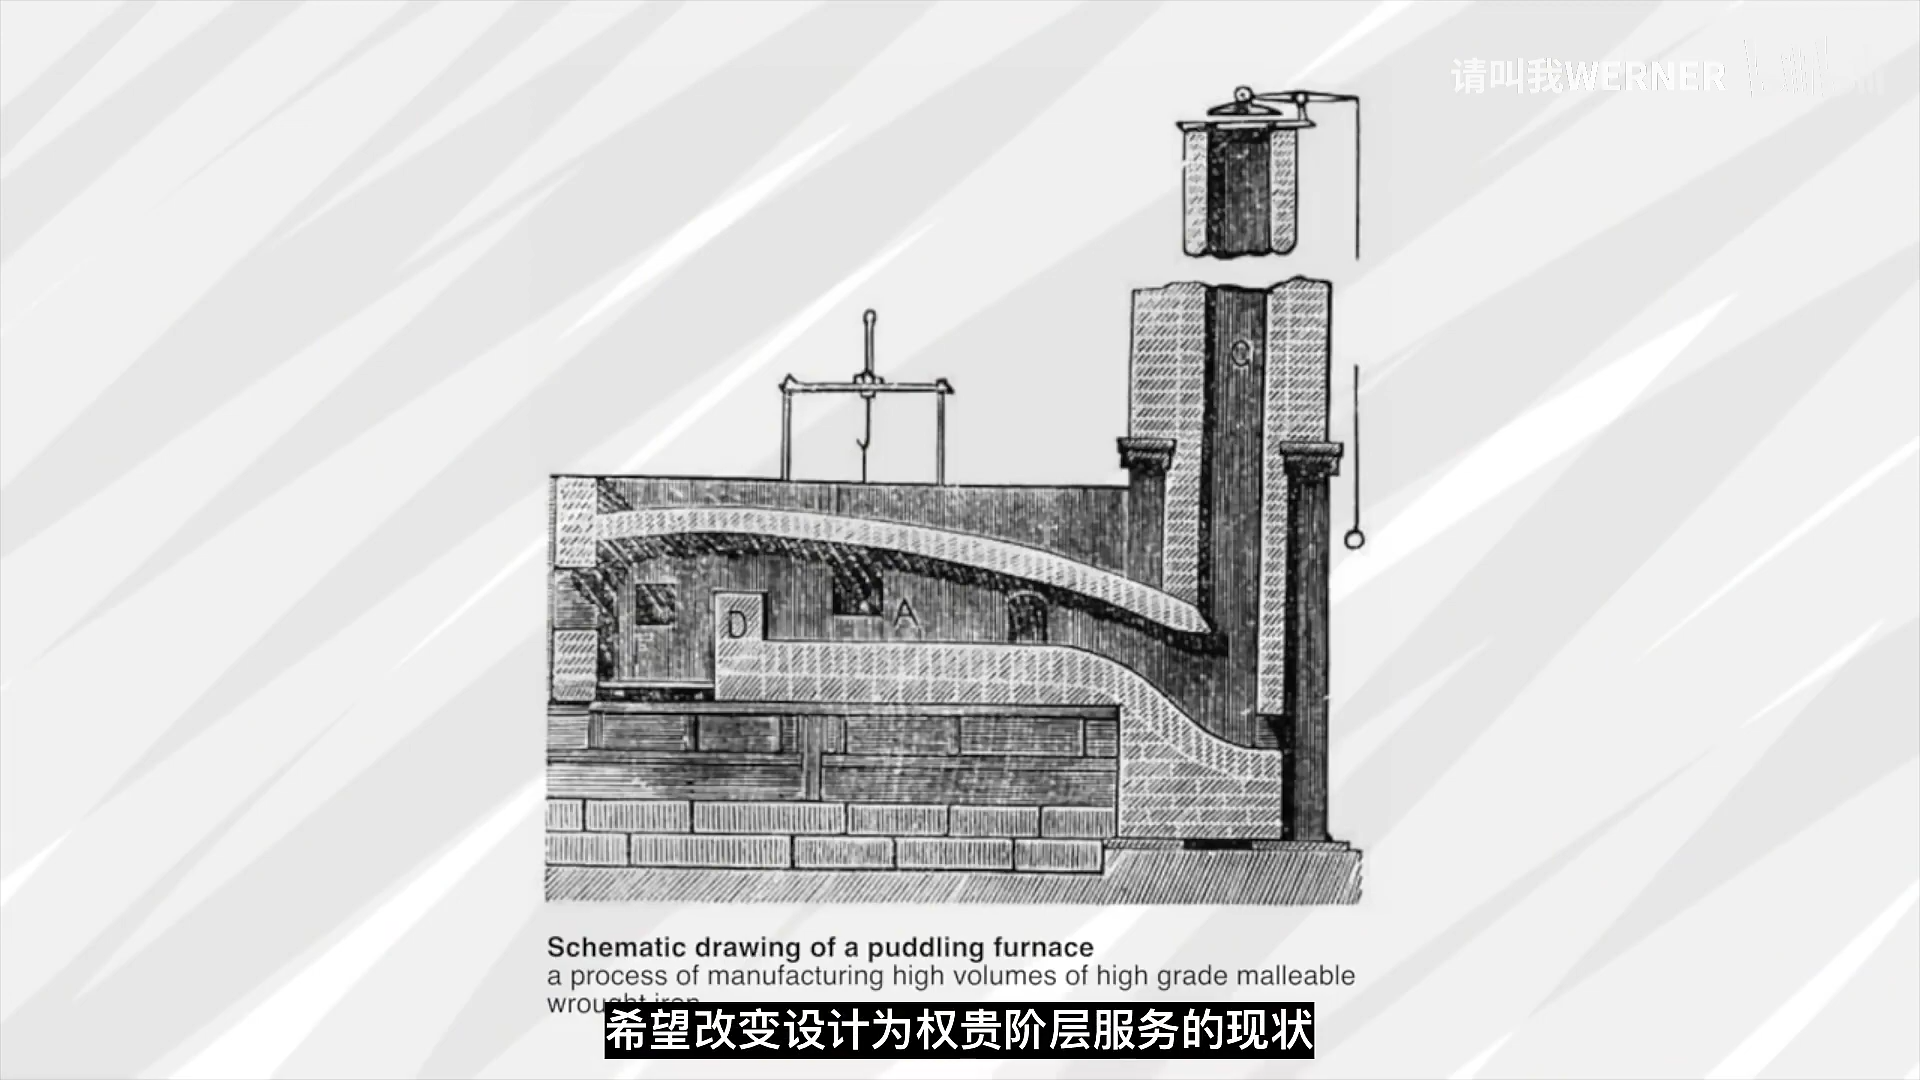 请叫我WERNER
C
D
A
Schematic drawing of a puddling furnace
a process of manufacturing high volumes of high grade malleable
wrought iron
希望改变设计为权贵阶层服务的现状